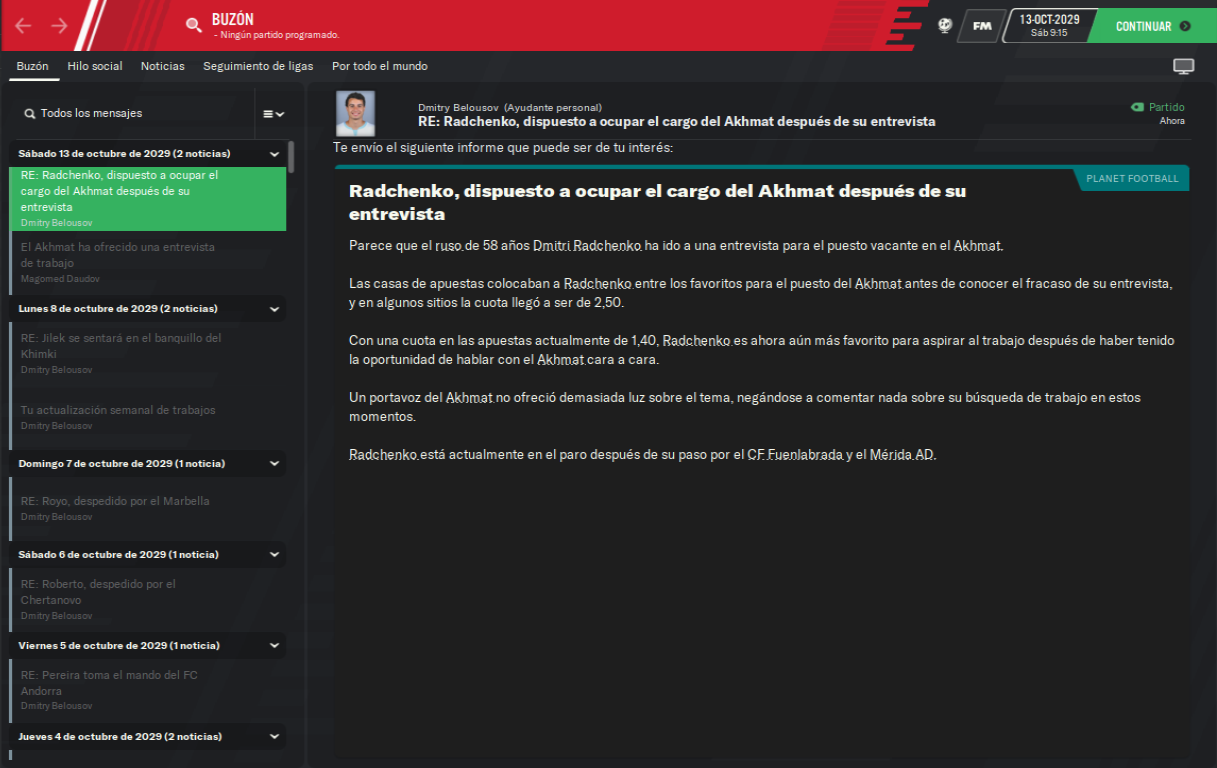 BUZÓN
- Ningún partido programado.
FM
13-OCT-2029
Sáb 9:15
CONTINUAR
Buzón
Hilo social
Noticias
Seguimiento de ligas
Por todo el mundo
Todos los mensajes
Sábado 13 de octubre de 2029 (2 noticias)
RE: Radchenko, dispuesto a ocupar el
cargo del Akhmat después de su
entrevista
Dmitry Belousov
El Akhmat ha ofrecido una entrevista
de trabajo
Magomed Daudov
Lunes 8 de octubre de 2029 (2 noticias)
RE: Jilek se sentará en el banquillo del
Khimki
Dmitry Belousov
Tu actualización semanal de trabajos
Dmitry Belousov
Domingo 7 de octubre de 2029 (1 noticia)
RE: Royo, despedido por el Marbella
Dmitry Belousov
Sábado 6 de octubre de 2029 (1 noticia)
RE: Roberto, despedido por el
Chertanovo
Dmitry Belousov
Viernes 5 de octubre de 2029 (1 noticia)
RE: Pereira toma el mando del FC
Andorra
Dmitry Belousov
Jueves 4 de octubre de 2029 (2 noticias)
Dmitry Belousov (Ayudante personal)
RE: Radchenko, dispuesto a ocupar el cargo del Akhmat después de su entrevista
Partido
Ahora
Te envío el siguiente informe que puede ser de tu interés:
PLANET FOOTBALL
Radchenko, dispuesto a ocupar el cargo del Akhmat después de su
entrevista
Parece que el ruso de 58 años Dmitri Radchenko ha ido a una entrevista para el puesto vacante en el Akhmat.
Las casas de apuestas colocaban a Radchenko entre los favoritos para el puesto del Akhmat antes de conocer el fracaso de su entrevista,
y en algunos sitios la cuota llegó a ser de 2,50.
Con una cuota en las apuestas actualmente de 1,40, Radchenko es ahora aún más favorito para aspirar al trabajo después de haber tenido
la oportunidad de hablar con el Akhmat cara a cara.
Un portavoz del Akhmat no ofreció demasiada luz sobre el tema, negándose a comentar nada sobre su búsqueda de trabajo en estos
momentos.
Radchenko está actualmente en el paro después de su paso por el CF Fuenlabrada y el Mérida AD.